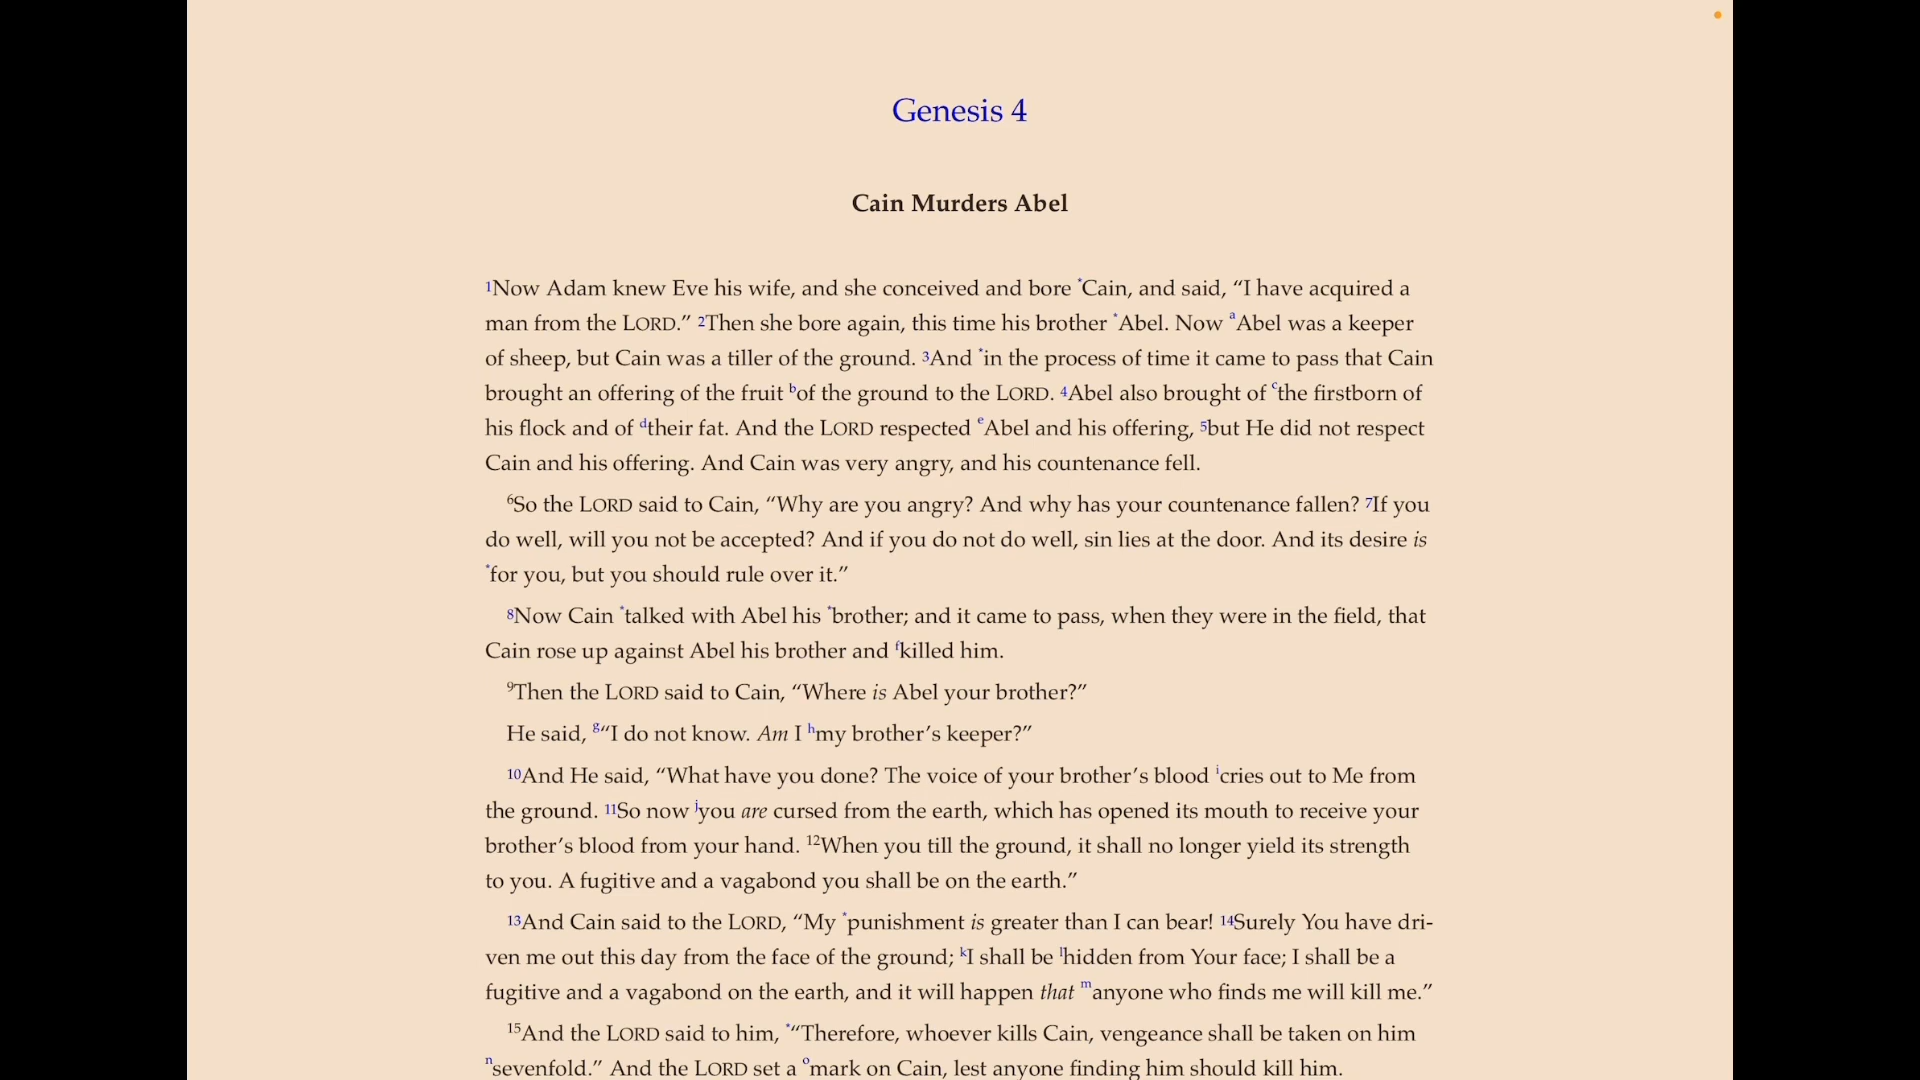 Genesis 4
Cain Murders Abel
1Now Adam knew Eve his wife, and she conceived and bore *Cain, and said, “I have acquired a
man from the LORD.” 2Then she bore again, this time his brother *Abel. Now aAbel was a keeper
of sheep, but Cain was a tiller of the ground. 3And *in the process of time it came to pass that Cain
brought an offering of the fruit bof the ground to the LORD. 4Abel also brought of cthe firstborn of
his flock and of dtheir fat. And the LORD respected eAbel and his offering, 5but He did not respect
Cain and his offering. And Cain was very angry, and his countenance fell.
6So the LORD said to Cain, “Why are you angry? And why has your countenance fallen? 7If you
do well, will you not be accepted? And if you do not do well, sin lies at the door. And its desire is
*for you, but you should rule over it.”
8Now Cain *talked with Abel his *brother; and it came to pass, when they were in the field, that
Cain rose up against Abel his brother and fkilled him.
9Then the LORD said to Cain, “Where is Abel your brother?”
He said, g“I do not know. Am I hmy brother’s keeper?”
10And He said, “What have you done? The voice of your brother’s blood icries out to Me from
the ground. 11So now jyou are cursed from the earth, which has opened its mouth to receive your
brother’s blood from your hand. 12When you till the ground, it shall no longer yield its strength
to you. A fugitive and a vagabond you shall be on the earth.”
13And Cain said to the LORD, “My *punishment is greater than I can bear! 14Surely You have dri-
ven me out this day from the face of the ground; kI shall be lhidden from Your face; I shall be a
fugitive and a vagabond on the earth, and it will happen that manyone who finds me will kill me.”
15And the LORD said to him, *“Therefore, whoever kills Cain, vengeance shall be taken on him
nsevenfold.” And the LORD set a omark on Cain, lest anyone finding him should kill him.